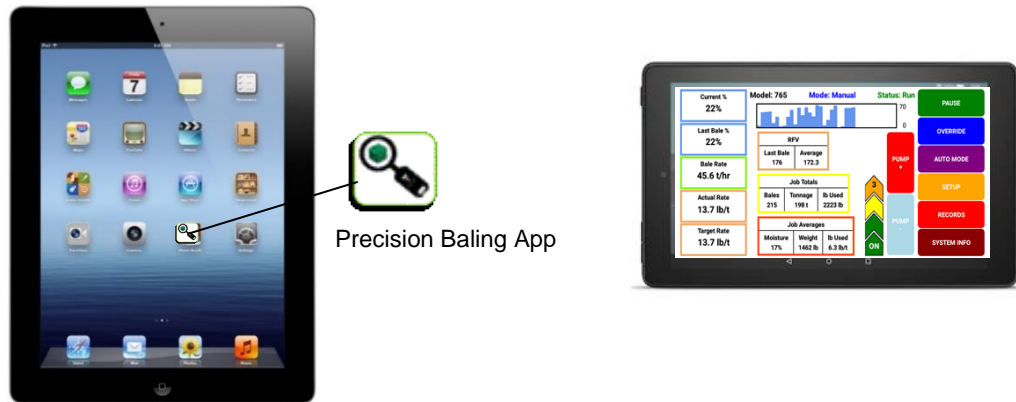 7
Precision Baling App
Current %
22%
Last Bale %
22%
Bale Rate
45.6 t/hr
Actual Rate
13.7 lb/t
Target Rate
13.7 lb/t
Model: 765 Mode: Manual Status: Run
70
0
RFV
Last Bale Average
176 172.3
Job Totals
Bales Tonnage lb Used
215 198 t 2223 lb
Job Averages
Moisture Weight lb Used
17% 1462 lb 6.3 lb/t
3
ON
PUMP
+
PUMP
-
PAUSE
OVERRIDE
AUTO MODE
SETUP
RECORDS
SYSTEM INFO